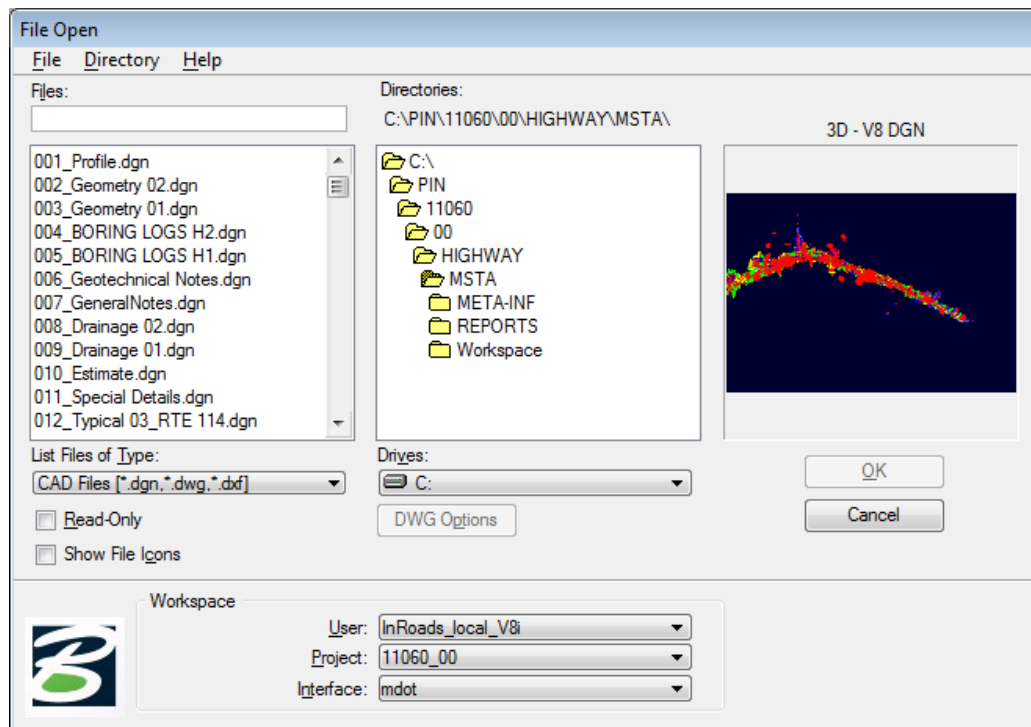 File Open
File Directory Help
Files:
Directories:
C:\PIN\11060\00\HIGHWAY\MSTA\
3D - V8 DGN
001_Profile.dgn
002_Geometry 02.dgn
003_Geometry 01.dgn
004_BORING LOGS H2.dgn
005_BORING LOGS H1.dgn
006_Geotechnical Notes.dgn
007_GeneralNotes.dgn
008_Drainage 02.dgn
009_Drainage 01.dgn
010_Estimate.dgn
011_Special Details.dgn
012_Typical 03_RTE 114.dgn
C:\
PIN
11060
00
HIGHWAY
MSTA
META-INF
REPORTS
Workspace
List Files of Type:
CAD Files [*.dgn,*.dwg,*.dxf]
Drives:
C:
Read-Only
Show File Icons
DWG Options
OK
Cancel
Workspace
User: InRoads_local_V8i
Project: 11060_00
Interface: mdot